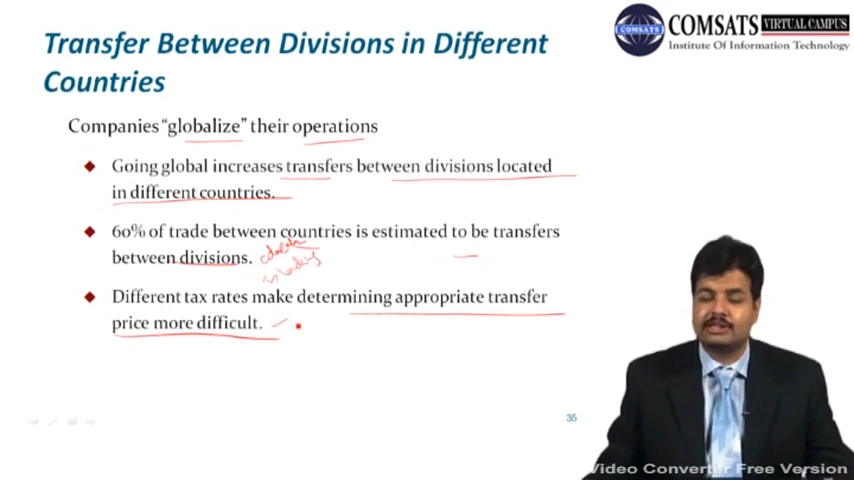 Transfer Between Divisions in Different
Countries
COMSATS VIRTUAL CAMPUS
COMSATS
Institute Of Information Technology
Companies “globalize” their operations
Going global increases transfers between divisions located
in different countries.
60% of trade between countries is estimated to be transfers
between divisions.
Different tax rates make determining appropriate transfer
price more difficult.
35
Video Converter Free Version